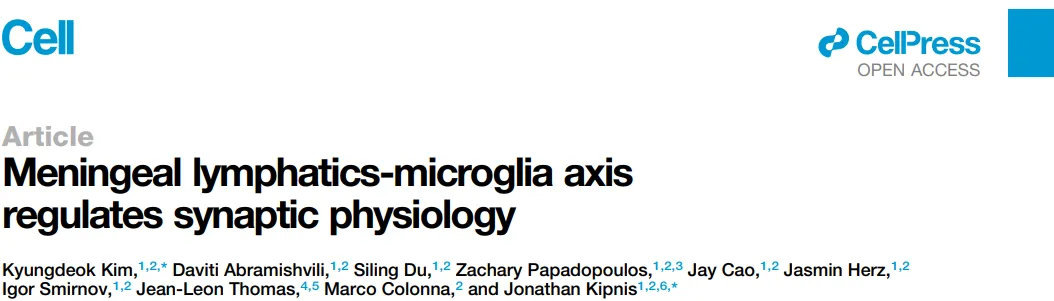 Cell
CellPress
OPEN ACCESS
Article
Meningeal lymphatics-microglia axis
regulates synaptic physiology
Kyungdeok Kim,1,2,* Daviti Abramishvili,1,2 Siling Du,1,2 Zachary Papadopoulos,1,2,3 Jay Cao,1,2 Jasmin Herz,1,2
Igor Smirnov,1,2 Jean-Leon Thomas,4,5 Marco Colonna,2 and Jonathan Kipnis1,2,6,*